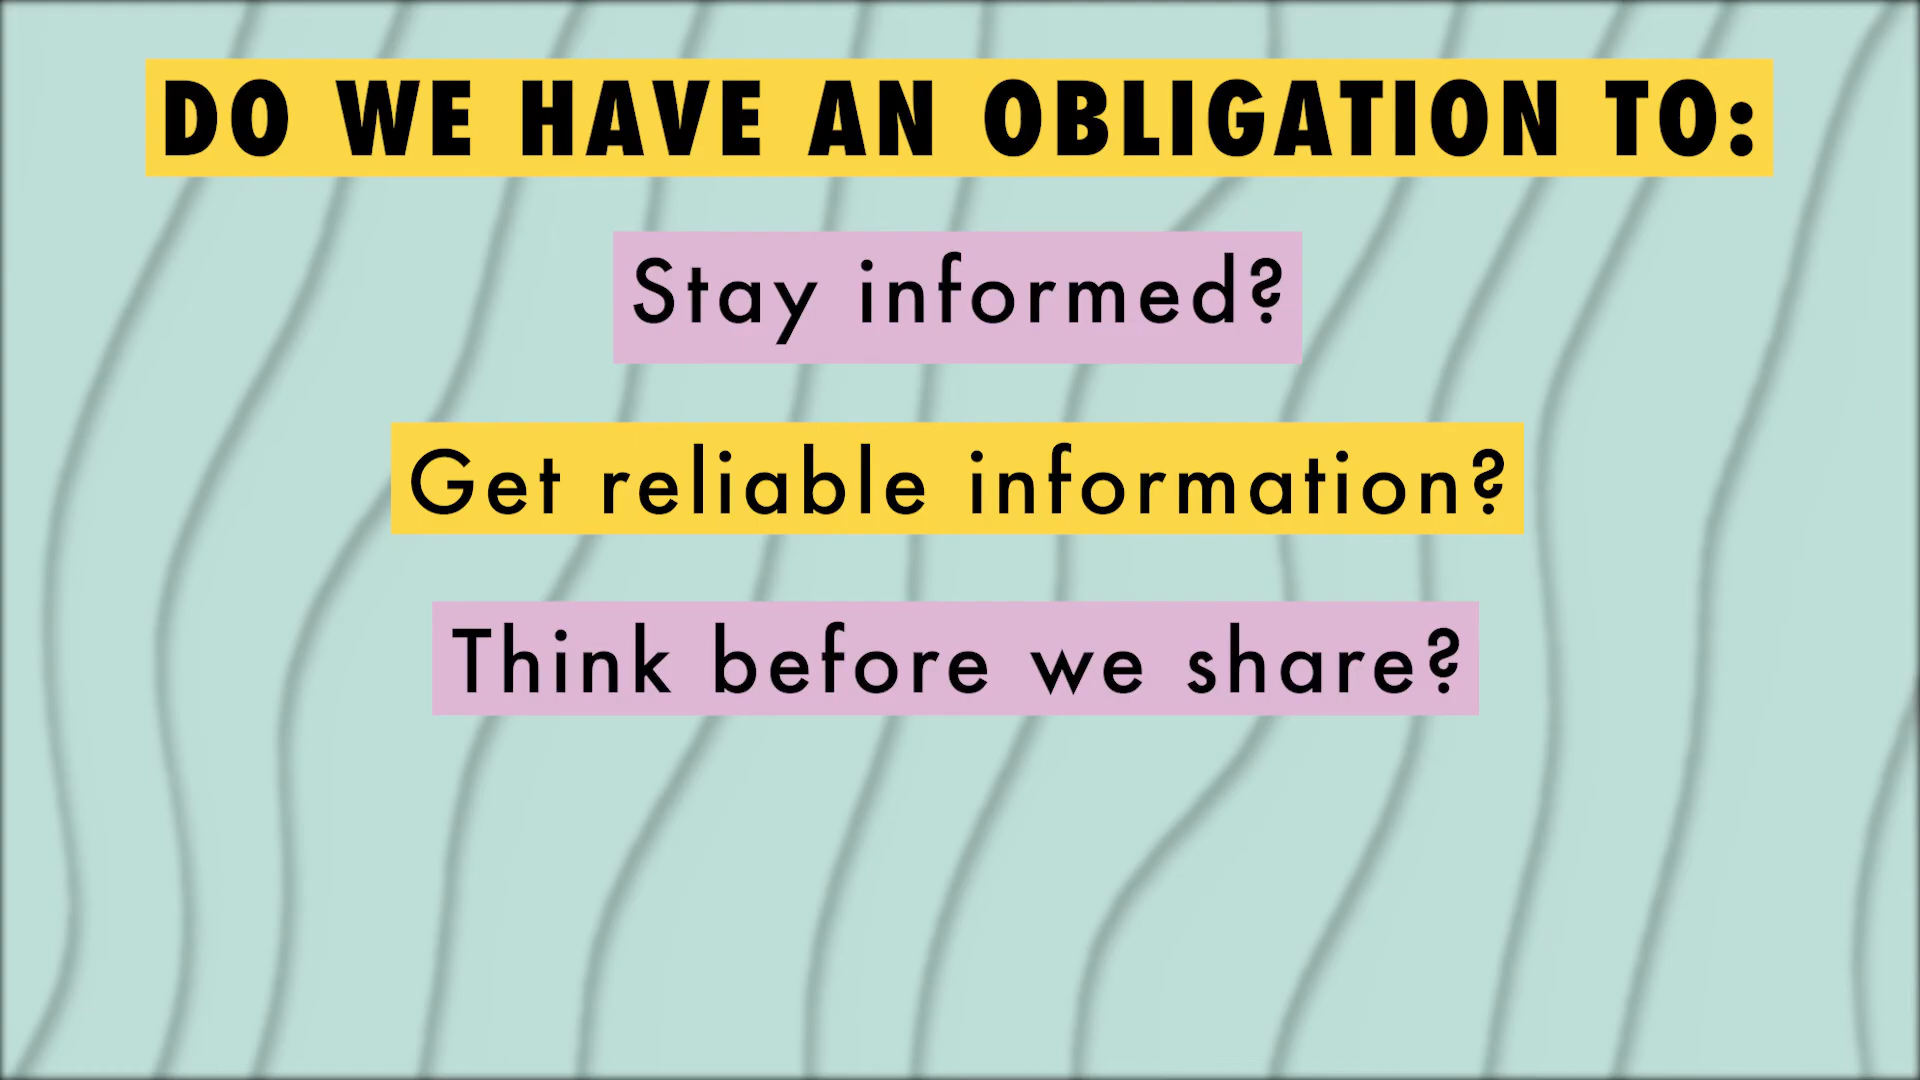 DO WE HAVE AN OBLIGATION TO:
Stay informed?
Get reliable information?
Think before we share?